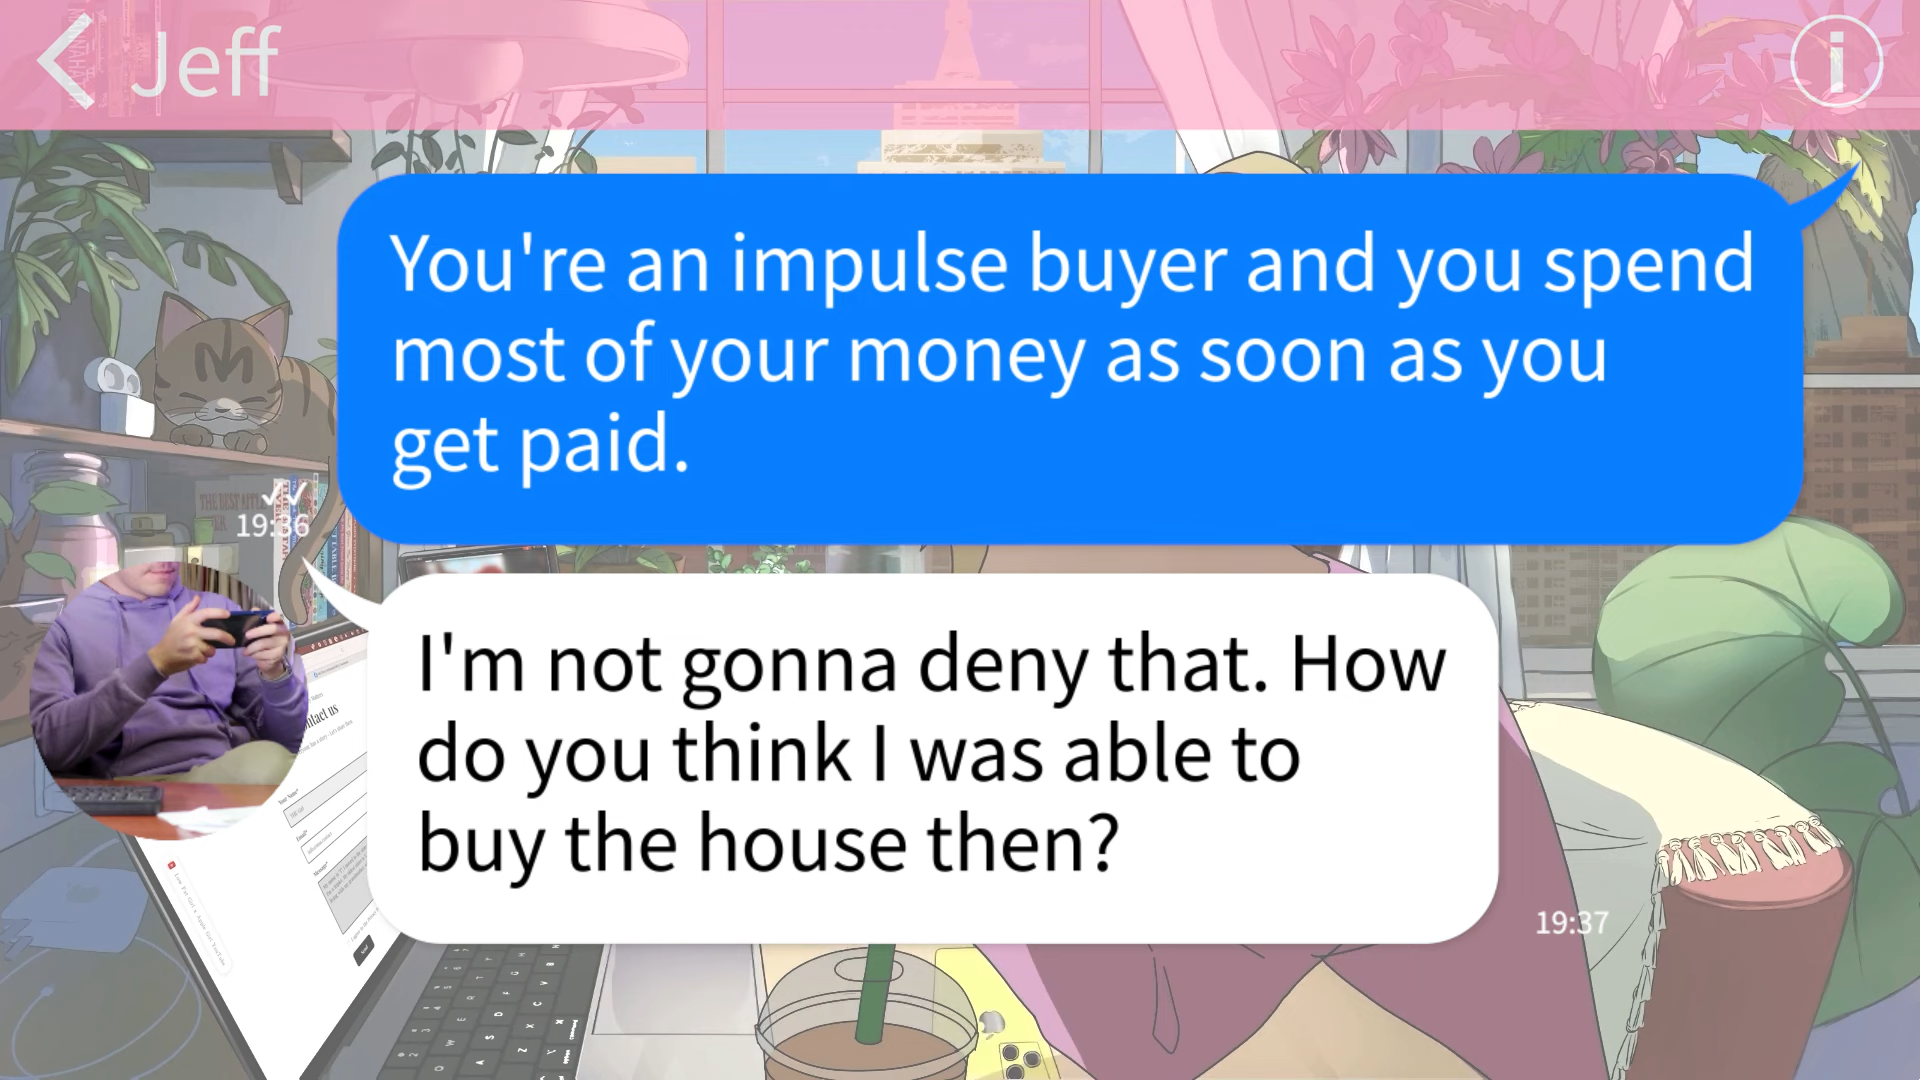 Jeff
You're an impulse buyer and you spend
most of your money as soon as you
get paid.
19:36
I'm not gonna deny that. How
do you think I was able to
buy the house then?
19:37